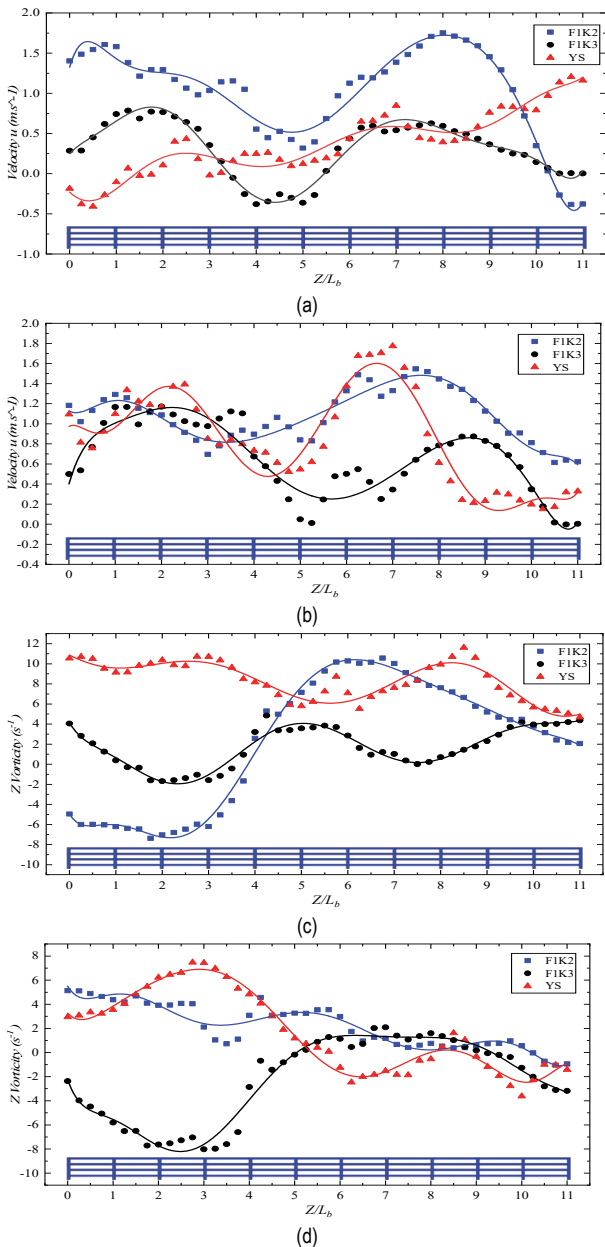 2.0
1.5
1.0
0.5
0.0
-0.5
-1.0
Velocity u (ms^-1)
F1K2
F1K3
YS
0 1 2 3 4 5 6 7 8 9 10 11
Z/L_b
(a)
2.0
1.8
1.6
1.4
1.2
1.0
0.8
0.6
0.4
0.2
0.0
-0.2
-0.4
Velocity u(ms^-1)
F1K2
F1K3
YS
0 1 2 3 4 5 6 7 8 9 10 11
Z/L_b
(b)
12
10
8
6
4
2
0
-2
-4
-6
-8
-10
Z Vorticity (s⁻¹)
F1K2
F1K3
YS
0 1 2 3 4 5 6 7 8 9 10 11
Z/L_b
(c)
8
6
4
2
0
-2
-4
-6
-8
-10
Z Vorticity (s⁻¹)
F1K2
F1K3
YS
0 1 2 3 4 5 6 7 8 9 10 11
Z/L_b
(d)